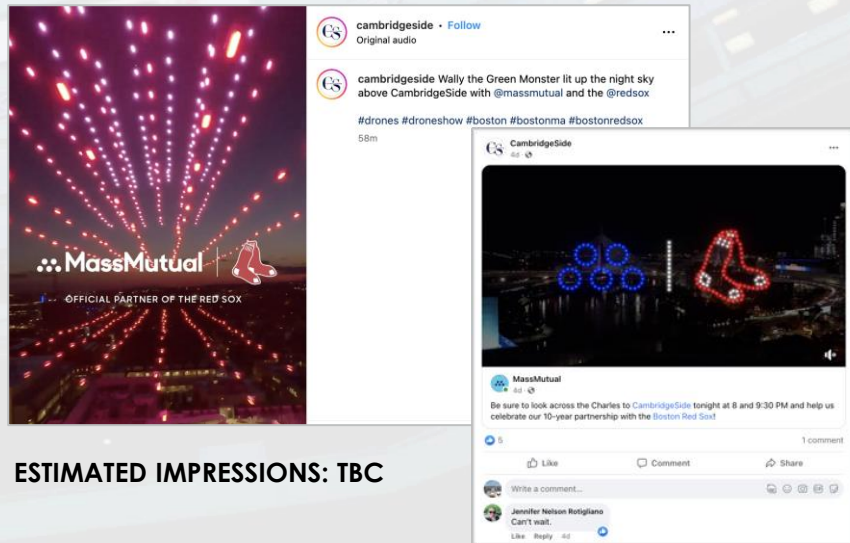 cambridgeside • Follow
Original audio
cambridgeside Wally the Green Monster lit up the night sky
above CambridgeSide with @massmutual and the @redsox
#drones #droneshow #boston #bostonma #bostonredsox
58m
MassMutual
OFFICIAL PARTNER OF THE RED SOX
CambridgeSide
4d
MassMutual
4d
Be sure to look across the Charles to CambridgeSide tonight at 8 and 9:30 PM and help us
celebrate our 10-year partnership with the Boston Red Sox!
5
1 comment
Like
Comment
Share
Write a comment...
Jennifer Nelson Rotigliano
Can't wait.
Like Reply 4d
ESTIMATED IMPRESSIONS: TBC